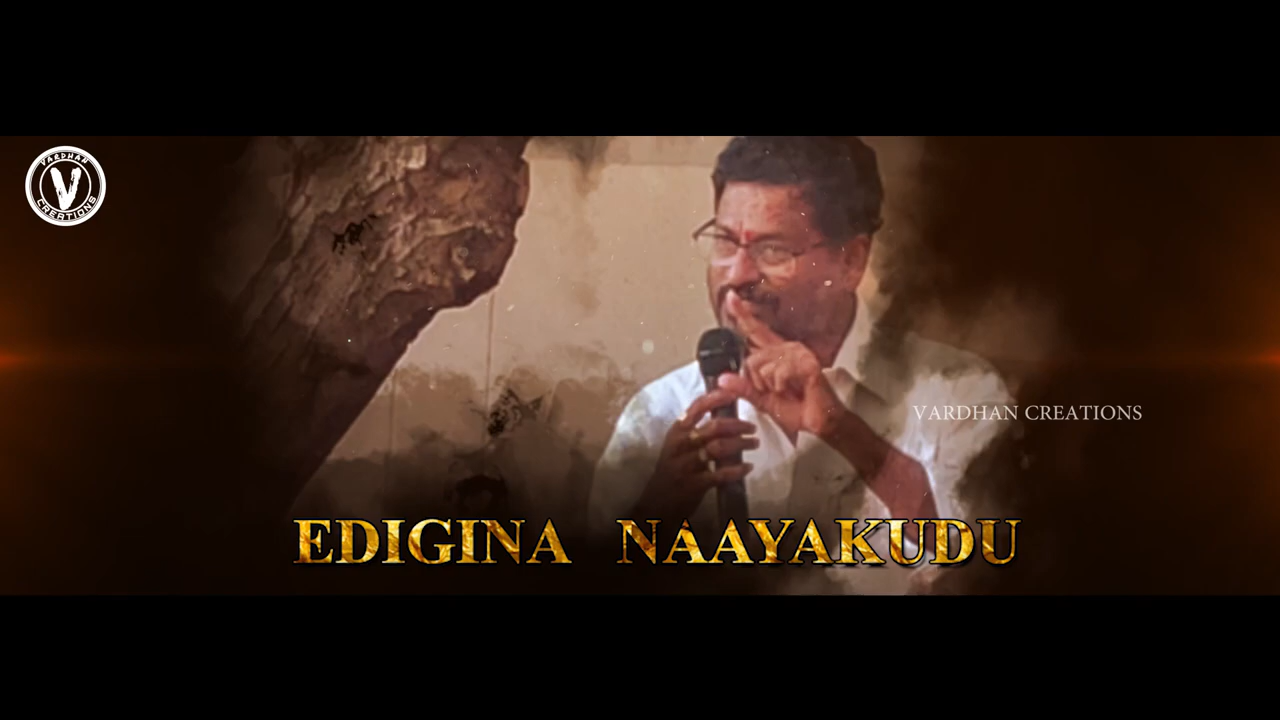 VARDHAN
V
CREATIONS
VARDHAN CREATIONS
EDIGINA NAAYAKUDU